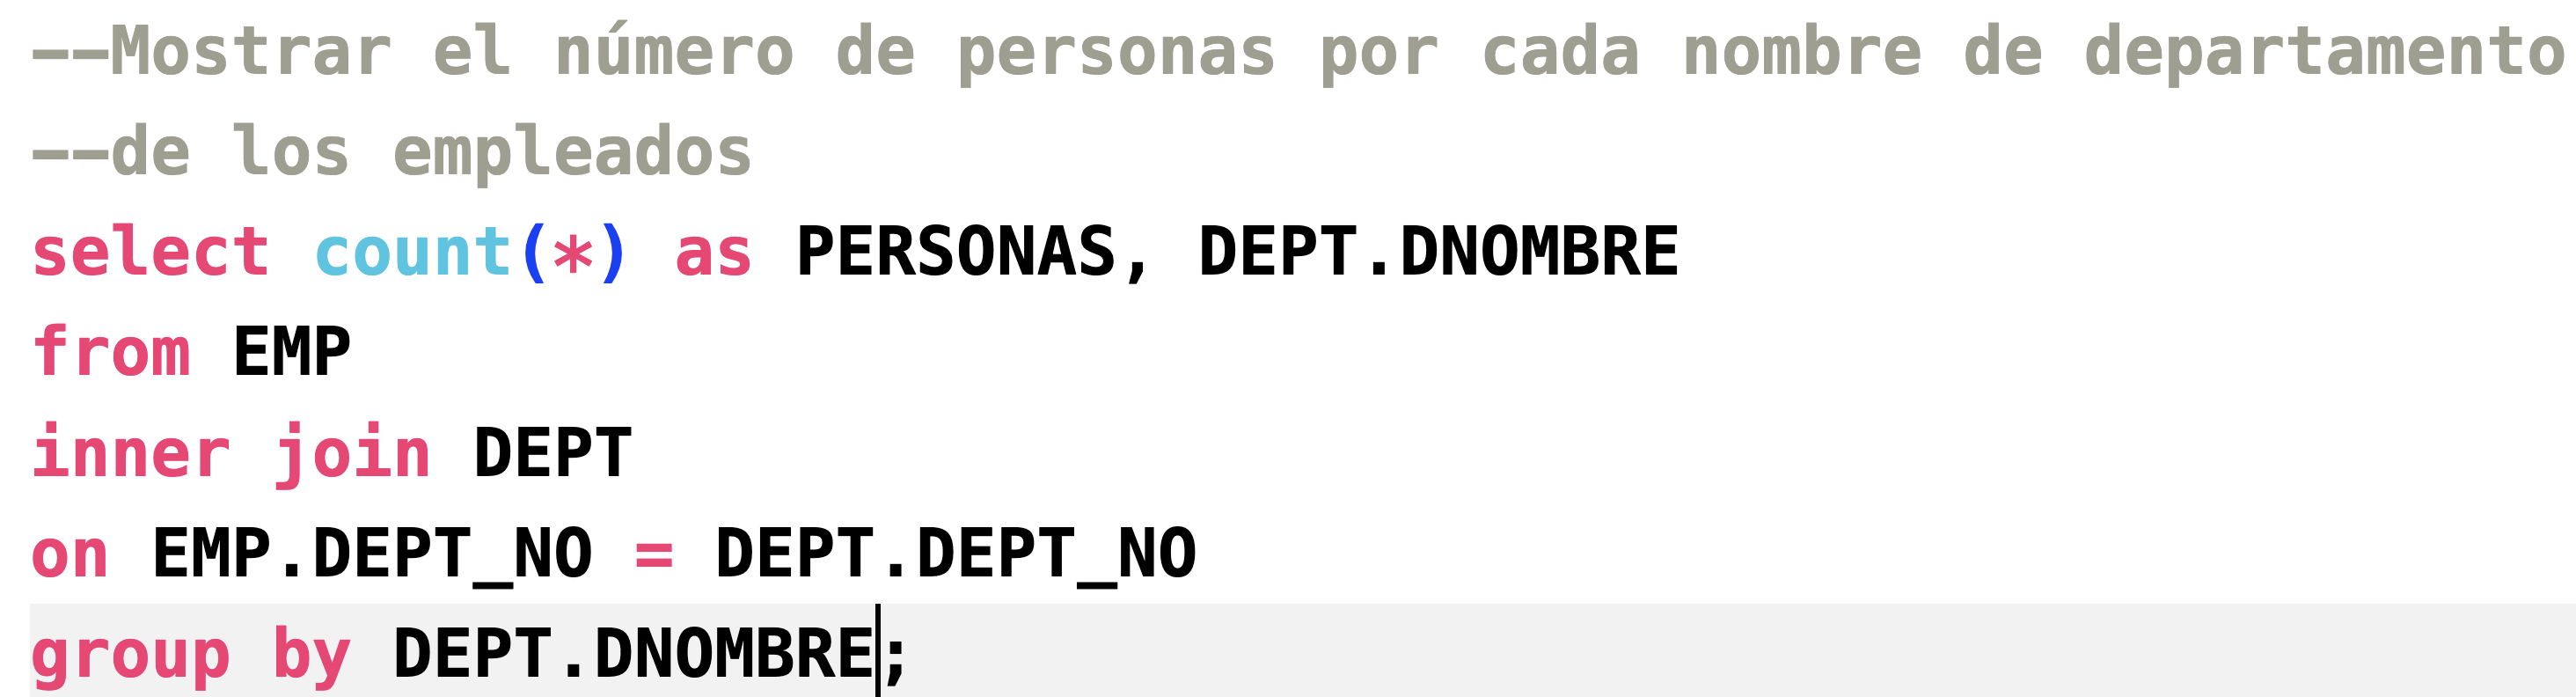 --Mostrar el número de personas por cada nombre de departamento
--de los empleados
select count(*) as PERSONAS, DEPT.DNOMBRE
from EMP
inner join DEPT
on EMP.DEPT_NO = DEPT.DEPT_NO
group by DEPT.DNOMBRE;